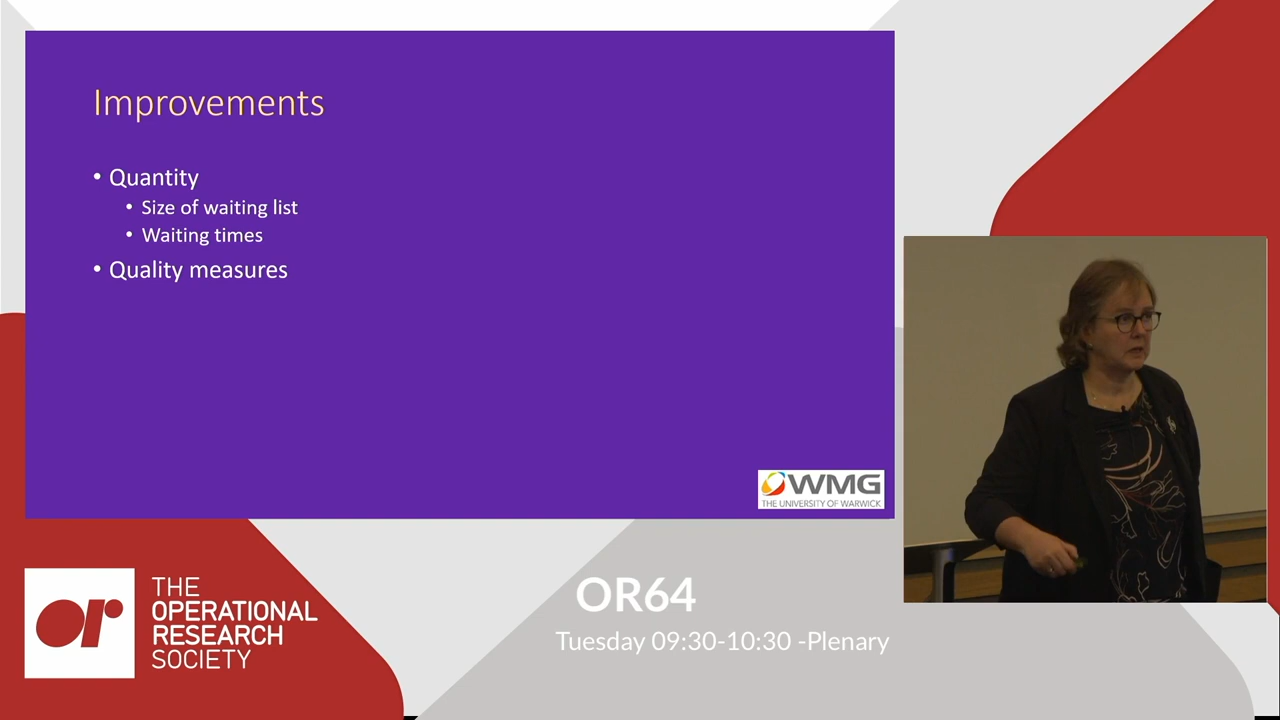 Improvements
• Quantity
• Size of waiting list
• Waiting times
• Quality measures
WMG
THE UNIVERSITY OF WARWICK
or
THE
OPERATIONAL
RESEARCH
SOCIETY
OR64
Tuesday 09:30-10:30 -Plenary